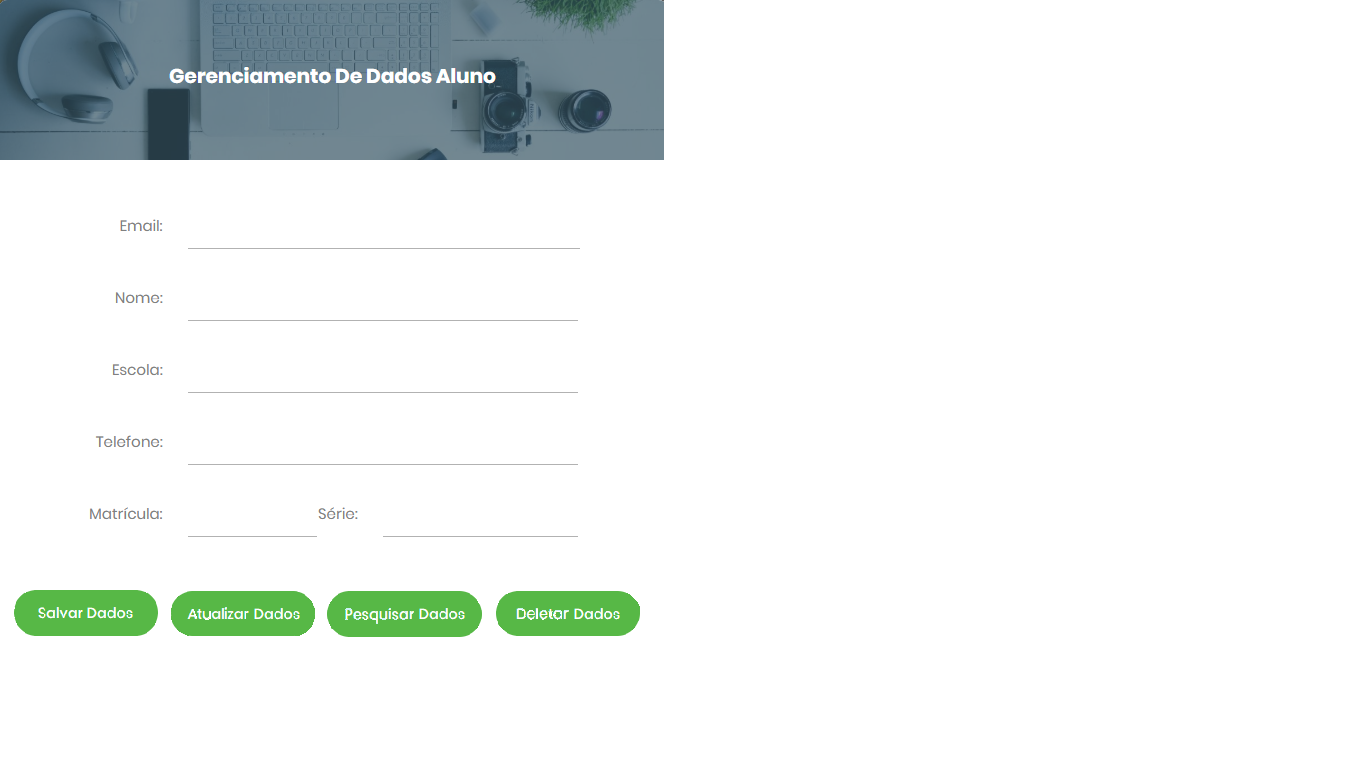 Gerenciamento De Dados Aluno
Email:
Nome:
Escola:
Telefone:
Matrícula: Série:
Salvar Dados Atualizar Dados Pesquisar Dados Deletar Dados